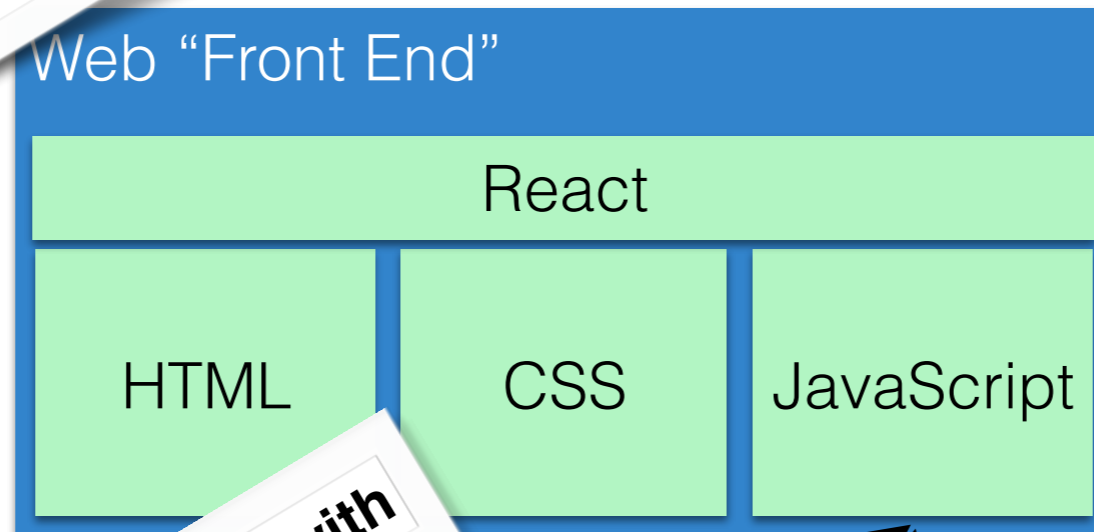 Web “Front End”
React
HTML CSS JavaScript
with